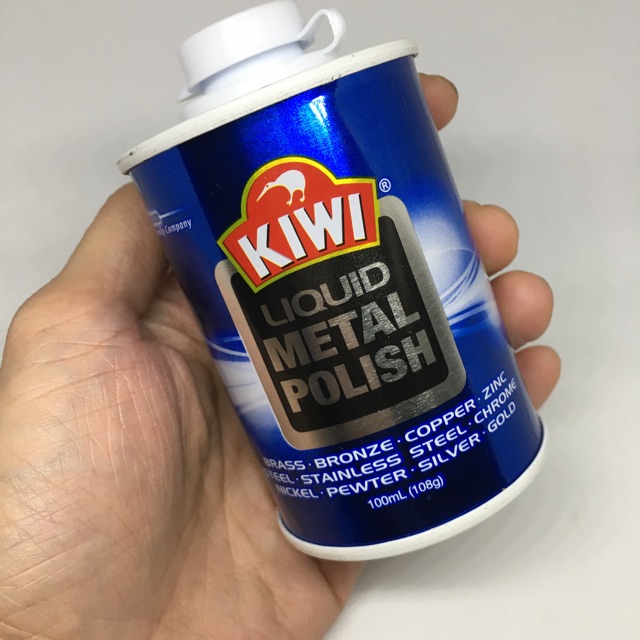 KIWI ®
LIQUID
METAL
POLISH
BRASS · BRONZE · COPPER · ZINC
STEEL · STAINLESS STEEL · CHROME
NICKEL · PEWTER · SILVER · GOLD
100mL (108g)
Company